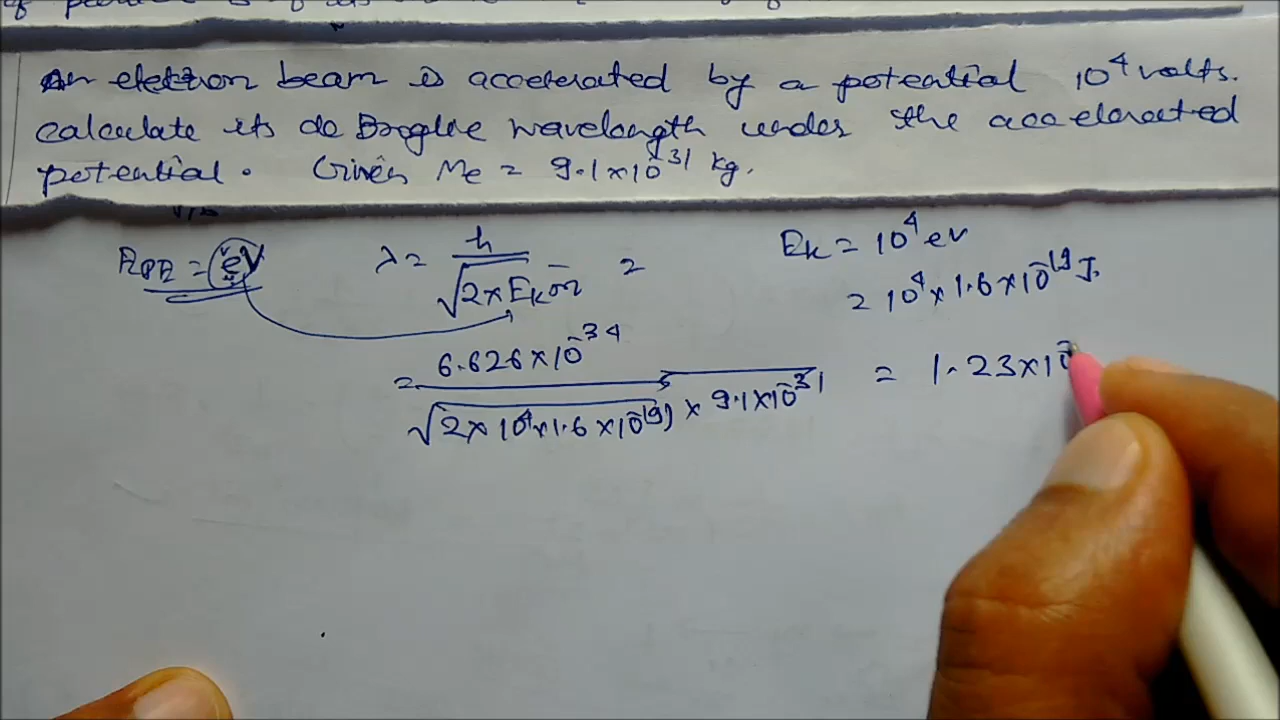 An electron beam is accelerated by a potential 10⁴ volts.
calculate its de Broglie wavelength under the accelerated
potential. Given Me = 9.1×10⁻³¹ kg.
= eV
λ = h / √(2×Ek m) =
Ek = 10⁴ ev
= 10⁴ × 1.6×10⁻¹⁹ J.
= 6.626×10⁻³⁴ / √(2×10⁴×1.6×10⁻¹⁹) × 9.1×10⁻³¹ = 1.23×10